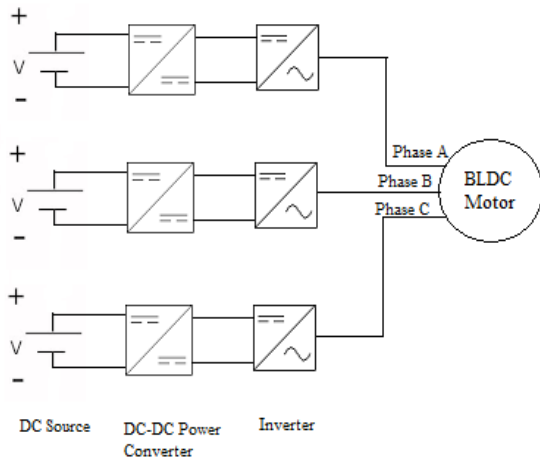 +
V
-
Phase A
+
V
-
Phase B
BLDC
Motor
Phase C
+
V
-
DC Source
DC-DC Power
Converter
Inverter